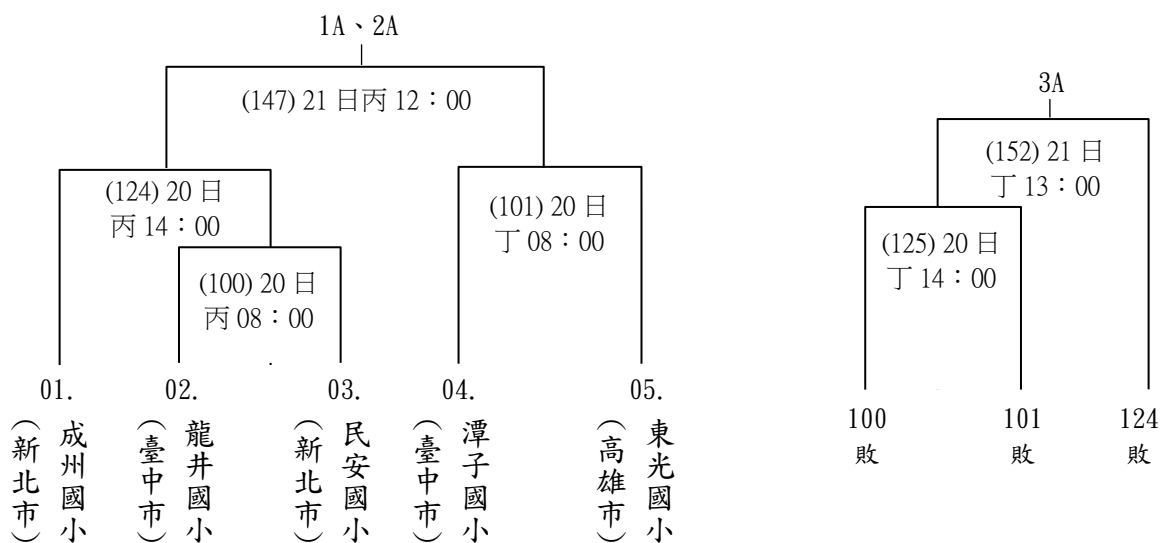 1A、2A
(147) 21 日丙 12：00
(124) 20 日
丙 14：00
(101) 20 日
丁 08：00
(100) 20 日
丙 08：00
01.
02.
03.
04.
05.
成州國小
(新北市)
龍井國小
(臺中市)
民安國小
(新北市)
潭子國小
(臺中市)
東光國小
(高雄市)
3A
(152) 21 日
丁 13：00
(125) 20 日
丁 14：00
100
敗
101
敗
124
敗